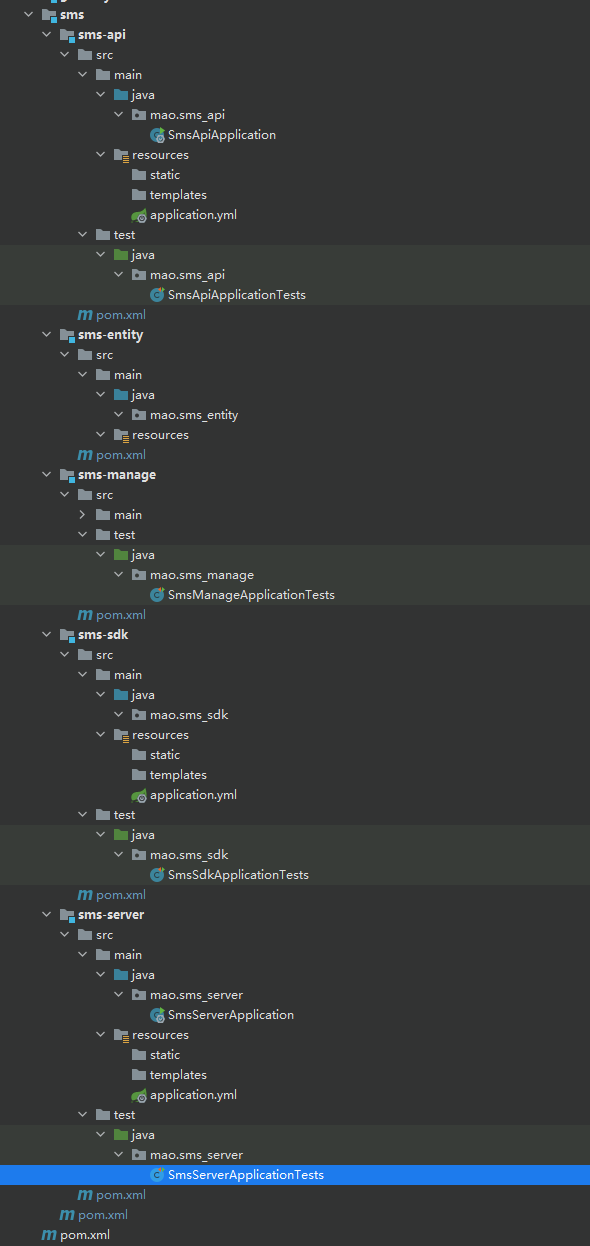 sms
sms-api
src
main
java
mao.sms_api
SmsApiApplication
resources
static
templates
application.yml
test
java
mao.sms_api
SmsApiApplicationTests
pom.xml
sms-entity
src
main
java
mao.sms_entity
resources
pom.xml
sms-manage
src
main
test
java
mao.sms_manage
SmsManageApplicationTests
pom.xml
sms-sdk
src
main
java
mao.sms_sdk
resources
static
templates
application.yml
test
java
mao.sms_sdk
SmsSdkApplicationTests
pom.xml
sms-server
src
main
java
mao.sms_server
SmsServerApplication
resources
static
templates
application.yml
test
java
mao.sms_server
SmsServerApplicationTests
pom.xml
pom.xml
pom.xml